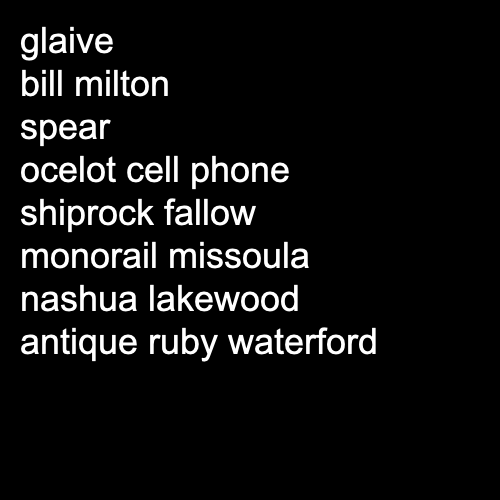 glaive
bill milton
spear
ocelot cell phone
shiprock fallow
monorail missoula
nashua lakewood
antique ruby waterford